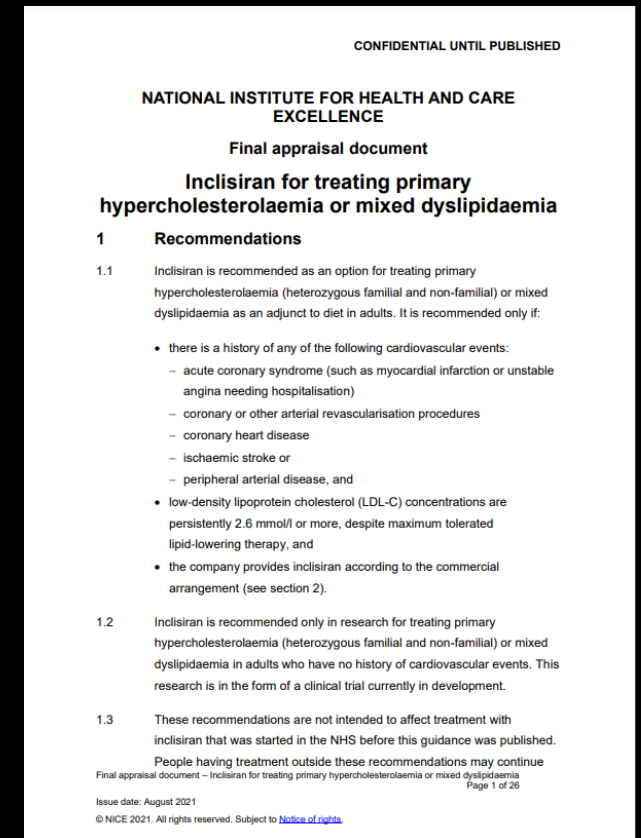 CONFIDENTIAL UNTIL PUBLISHED
NATIONAL INSTITUTE FOR HEALTH AND CARE
EXCELLENCE
Final appraisal document
Inclisiran for treating primary
hypercholesterolaemia or mixed dyslipidaemia
1 Recommendations
1.1 Inclisiran is recommended as an option for treating primary
hypercholesterolaemia (heterozygous familial and non-familial) or mixed
dyslipidaemia as an adjunct to diet in adults. It is recommended only if:
• there is a history of any of the following cardiovascular events:
− acute coronary syndrome (such as myocardial infarction or unstable
angina needing hospitalisation)
− coronary or other arterial revascularisation procedures
− coronary heart disease
− ischaemic stroke or
− peripheral arterial disease, and
• low-density lipoprotein cholesterol (LDL-C) concentrations are
persistently 2.6 mmol/l or more, despite maximum tolerated
lipid-lowering therapy, and
• the company provides inclisiran according to the commercial
arrangement (see section 2).
1.2 Inclisiran is recommended only in research for treating primary
hypercholesterolaemia (heterozygous familial and non-familial) or mixed
dyslipidaemia in adults who have no history of cardiovascular events. This
research is in the form of a clinical trial currently in development.
1.3 These recommendations are not intended to affect treatment with
inclisiran that was started in the NHS before this guidance was published.
People having treatment outside these recommendations may continue
Final appraisal document – Inclisiran for treating primary hypercholesterolaemia or mixed dyslipidaemia
Page 1 of 26
Issue date: August 2021
© NICE 2021. All rights reserved. Subject to Notice of rights.